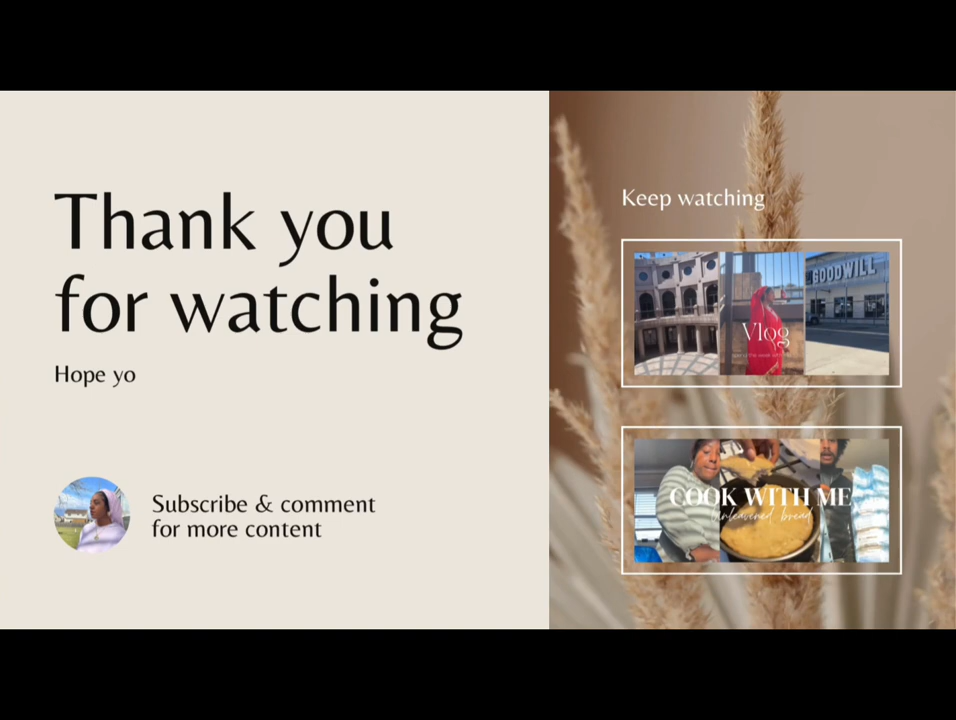 Thank you
for watching
Hope yo
Subscribe & comment
for more content
Keep watching
GOODWILL
Vlog
COOK WITH ME
Unleavened bread